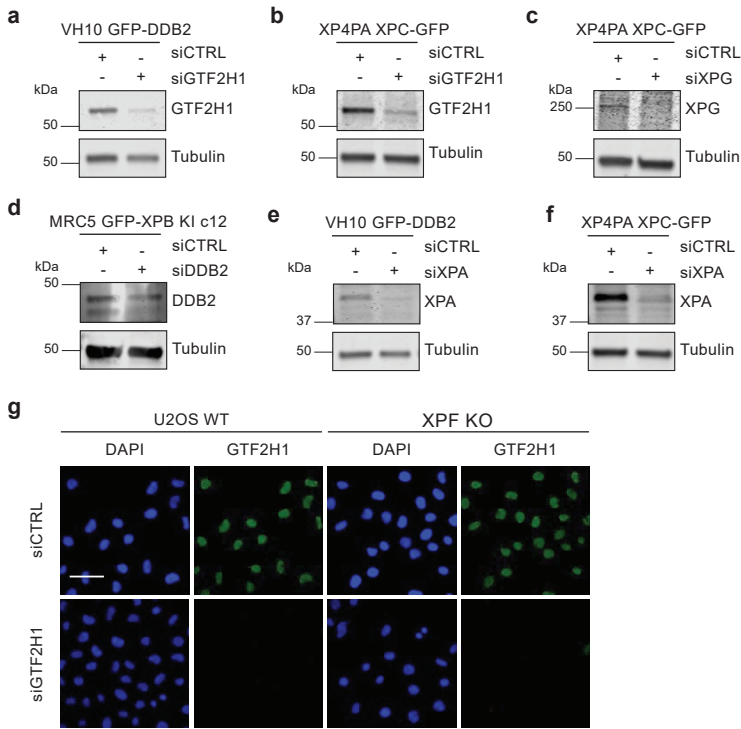 a
VH10 GFP-DDB2
+ - siCTRL
- + siGTF2H1
kDa
GTF2H1
50
50
Tubulin
b
XP4PA XPC-GFP
+ - siCTRL
- + siGTF2H1
kDa
GTF2H1
50
50
Tubulin
c
XP4PA XPC-GFP
+ - siCTRL
- + siXPG
kDa
250
XPG
50
Tubulin
d
MRC5 GFP-XPB KI c12
+ - siCTRL
- + siDDB2
kDa
50
DDB2
50
Tubulin
e
VH10 GFP-DDB2
+ - siCTRL
- + siXPA
kDa
XPA
37
50
Tubulin
f
XP4PA XPC-GFP
+ - siCTRL
- + siXPA
kDa
XPA
37
50
Tubulin
g
U2OS WT XPF KO
DAPI GTF2H1 DAPI GTF2H1
siCTRL
siGTF2H1